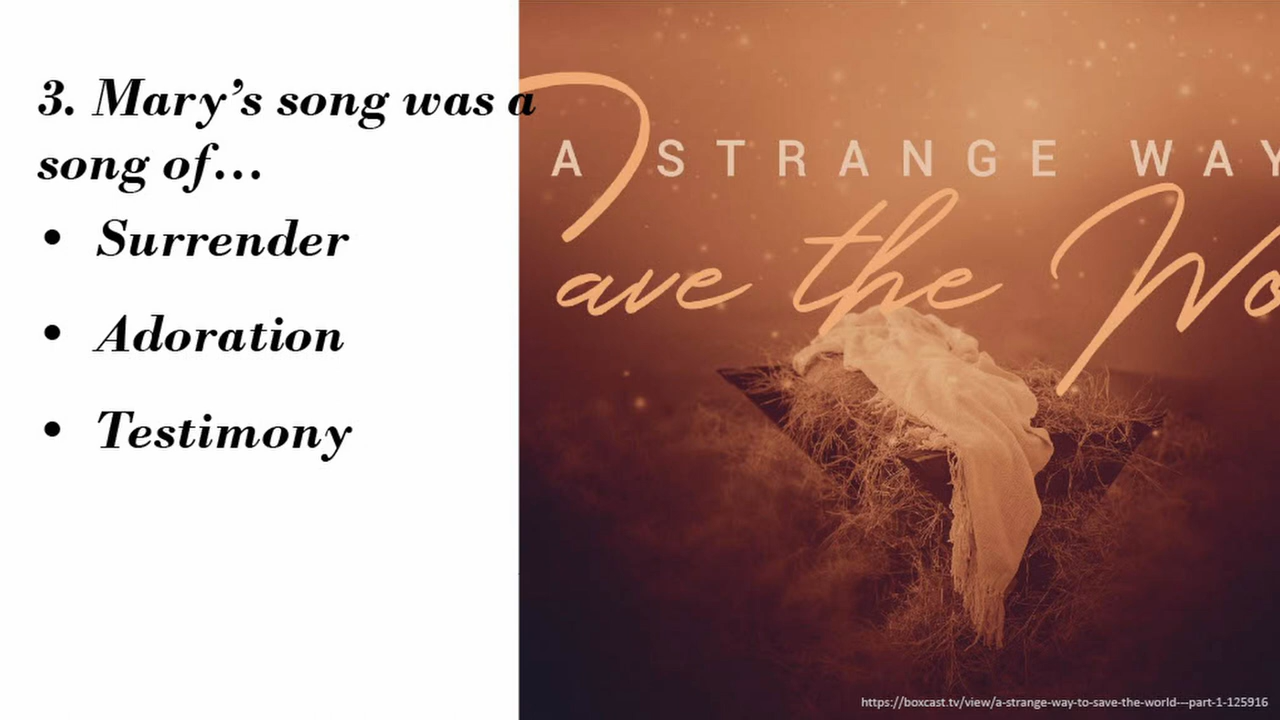 3. Mary’s song was a
song of…
• Surrender
• Adoration
• Testimony
A STRANGE WAY
ave the Wo
https://boxcast.tv/view/a-strange-way-to-save-the-world---part-1-125916